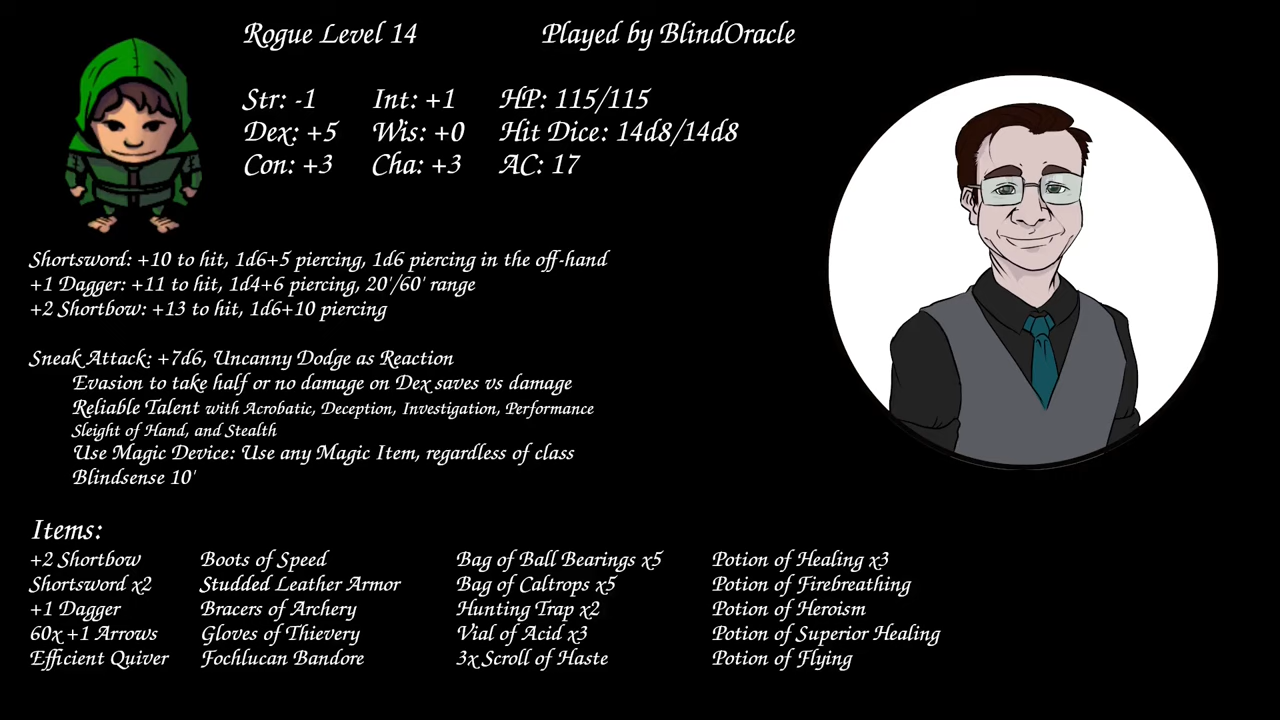 Rogue Level 14 Played by BlindOracle
Str: -1 Int: +1 HP: 115/115
Dex: +5 Wis: +0 Hit Dice: 14d8/14d8
Con: +3 Cha: +3 AC: 17
Shortsword: +10 to hit, 1d6+5 piercing, 1d6 piercing in the off-hand
+1 Dagger: +11 to hit, 1d4+6 piercing, 20'/60' range
+2 Shortbow: +13 to hit, 1d6+10 piercing
Sneak Attack: +7d6, Uncanny Dodge as Reaction
Evasion to take half or no damage on Dex saves vs damage
Reliable Talent with Acrobatic, Deception, Investigation, Performance
Sleight of Hand, and Stealth
Use Magic Device: Use any Magic Item, regardless of class
Blindsense 10'
Items:
+2 Shortbow Boots of Speed Bag of Ball Bearings x5 Potion of Healing x3
Shortsword x2 Studded Leather Armor Bag of Caltrops x5 Potion of Firebreathing
+1 Dagger Bracers of Archery Hunting Trap x2 Potion of Heroism
60x +1 Arrows Gloves of Thievery Vial of Acid x3 Potion of Superior Healing
Efficient Quiver Fochlucan Bandore 3x Scroll of Haste Potion of Flying